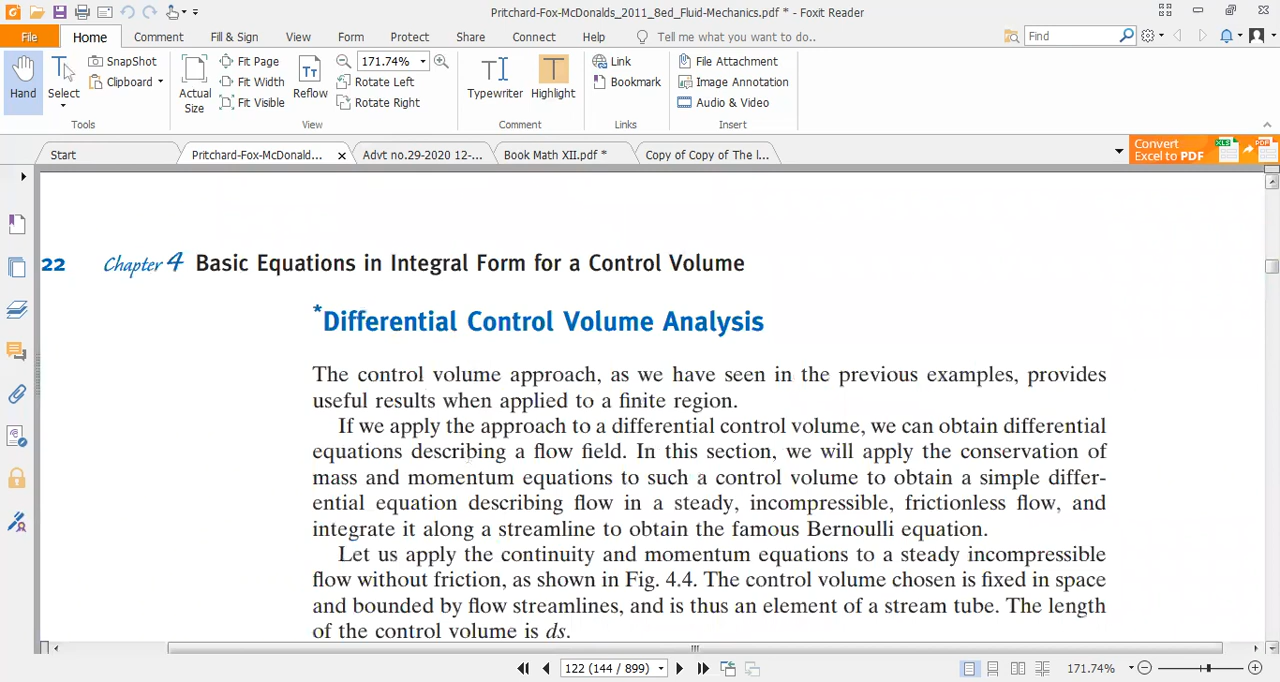 Pritchard-Fox-McDonalds_2011_8ed_Fluid-Mechanics.pdf * - Foxit Reader
File Home Comment Fill & Sign View Form Protect Share Connect Help Tell me what you want to do.. Find
Hand Select SnapShot Clipboard
Tools
Actual Size Fit Page Fit Width Fit Visible Reflow 171.74% Rotate Left Rotate Right
View
Typewriter Highlight
Comment
Link Bookmark
Links
File Attachment Image Annotation Audio & Video
Insert
Start Pritchard-Fox-McDonald... Advt no.29-2020 12-... Book Math XII.pdf * Copy of Copy of The l...
Convert
Excel to PDF
22 Chapter 4 Basic Equations in Integral Form for a Control Volume
*Differential Control Volume Analysis
The control volume approach, as we have seen in the previous examples, provides
useful results when applied to a finite region.
If we apply the approach to a differential control volume, we can obtain differential
equations describing a flow field. In this section, we will apply the conservation of
mass and momentum equations to such a control volume to obtain a simple differ-
ential equation describing flow in a steady, incompressible, frictionless flow, and
integrate it along a streamline to obtain the famous Bernoulli equation.
Let us apply the continuity and momentum equations to a steady incompressible
flow without friction, as shown in Fig. 4.4. The control volume chosen is fixed in space
and bounded by flow streamlines, and is thus an element of a stream tube. The length
of the control volume is ds.
122 (144 / 899) 171.74%